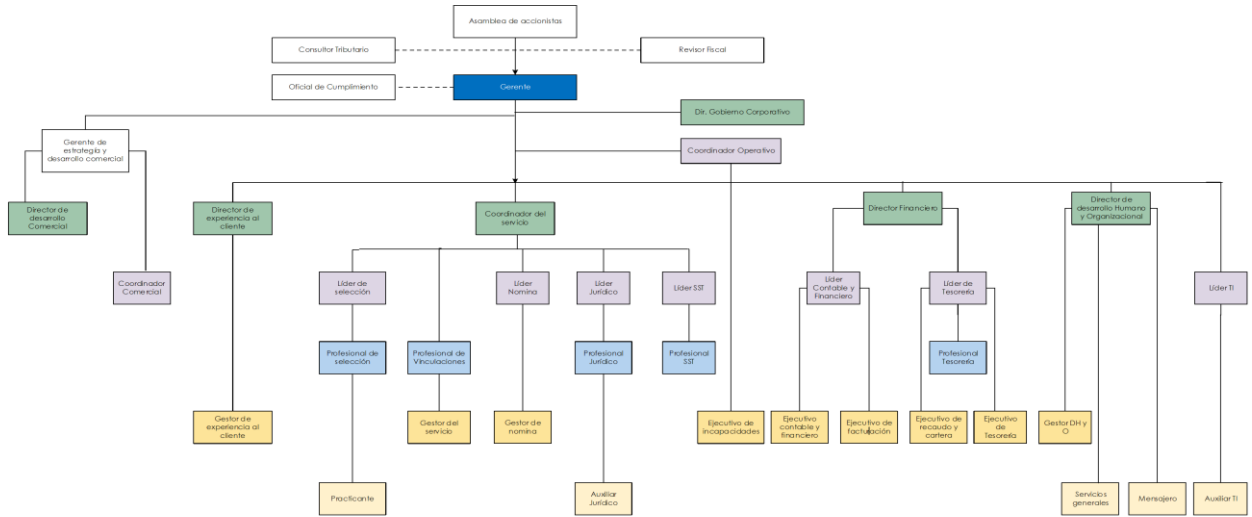 Asamblea de accionistas
Consultor Tributario
Revisor Fiscal
Oficial de Cumplimiento
Gerente
Dir. Gobierno Corporativo
Gerente de
estrategia y
desarrollo comercial
Coordinador Operativo
Director de
desarrollo
Comercial
Director de
experiencia al
cliente
Coordinador del
servicio
Director Financiero
Director de
desarrollo Humano
y Organizacional
Coordinador
Comercial
Líder de
selección
Líder
Nomina
Líder
Jurídico
Líder SST
Líder
Contable y
Financiero
Líder de
Tesorería
Líder TI
Profesional de
selección
Profesional de
Vinculaciones
Profesional
Jurídico
Profesional
SST
Profesional
Tesorería
Gestor de
experiencia al
cliente
Gestor del
servicio
Gestor de
nomina
Ejecutivo de
incapacidades
Ejecutivo
contable y
financiero
Ejecutivo de
facturación
Ejecutivo de
recaudo y
cartera
Ejecutivo
de
Tesorería
Gestor DH y
O
Practicante
Auxiliar
Jurídico
Servicios
generales
Mensajero
Auxiliar TI